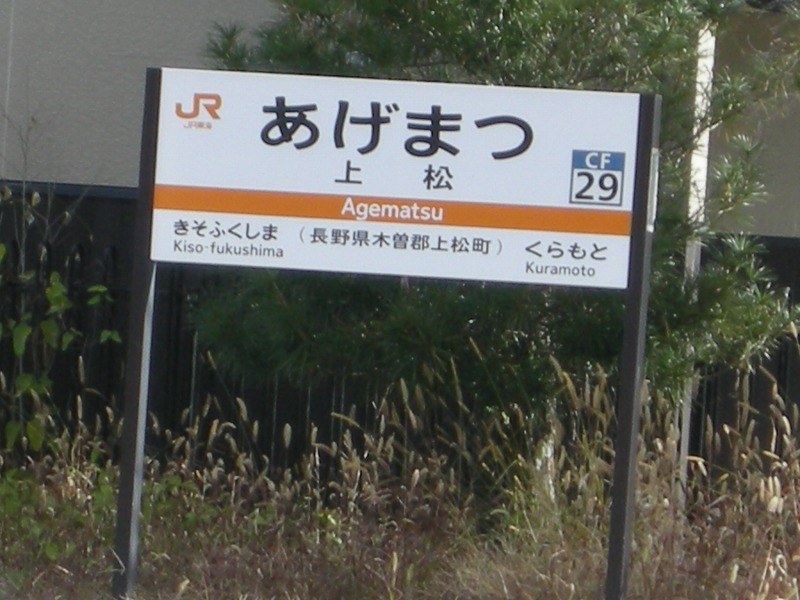 JR
JR東海
あげまつ
上松
CF
29
Agematsu
きそふくしま
Kiso-fukushima
（長野県木曽郡上松町）
くらもと
Kuramoto